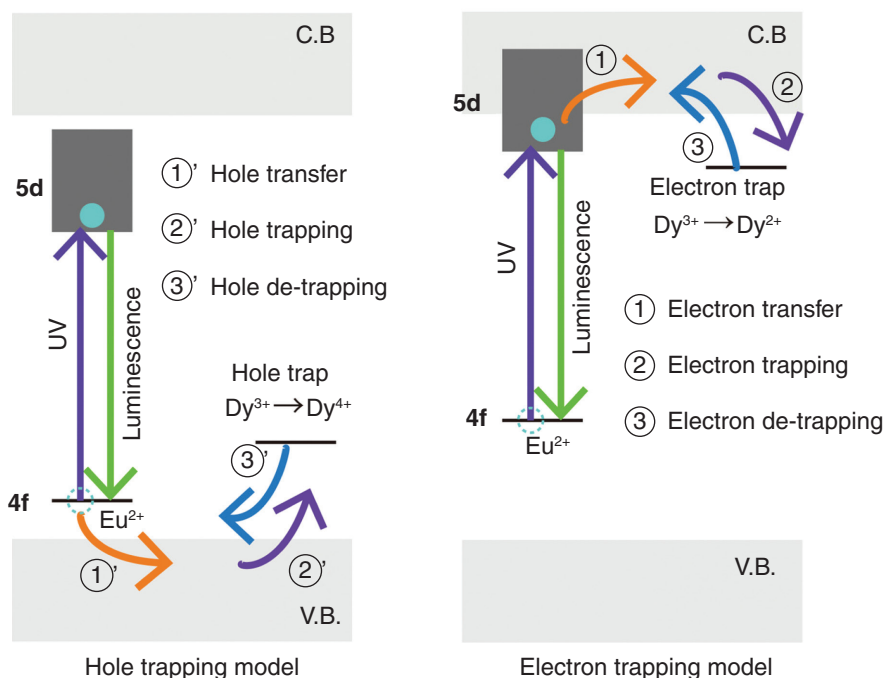 C.B
5d
①’ Hole transfer
②’ Hole trapping
③’ Hole de-trapping
UV
Luminescence
Hole trap
Dy³⁺→Dy⁴⁺
③’
4f
Eu²⁺
①’
②’
V.B.
Hole trapping model
C.B
①
②
5d
③
Electron trap
Dy³⁺→Dy²⁺
UV
Luminescence
① Electron transfer
② Electron trapping
③ Electron de-trapping
4f
Eu²⁺
V.B.
Electron trapping model